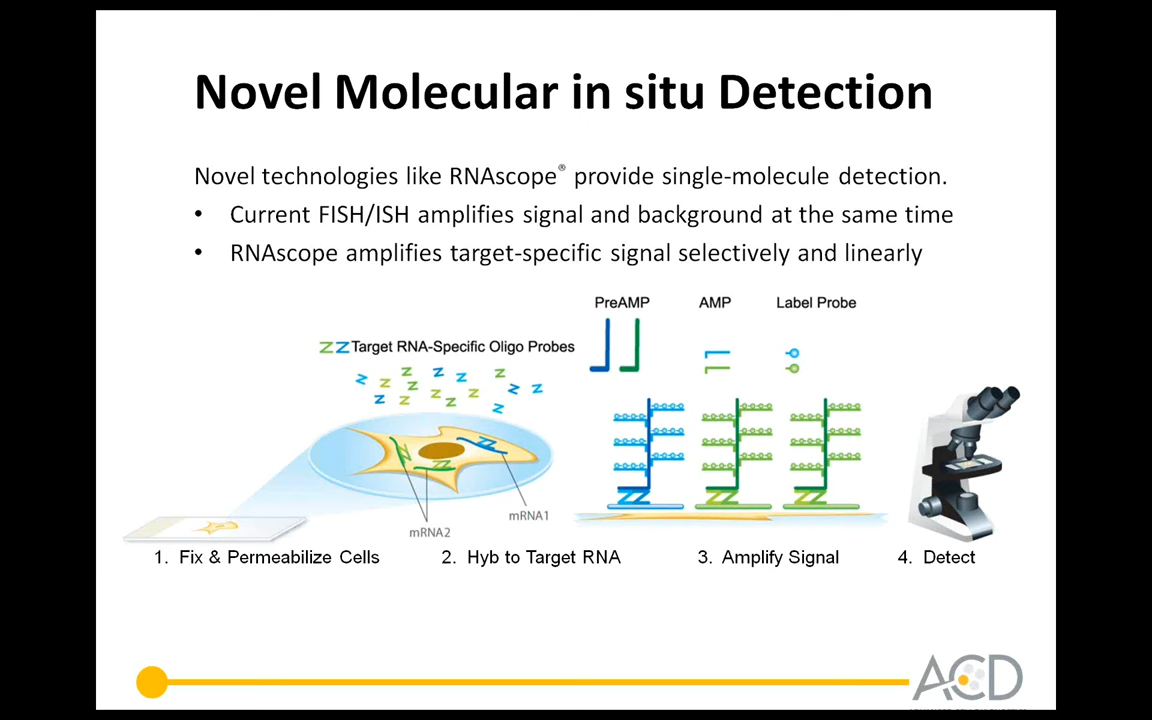 Novel Molecular in situ Detection
Novel technologies like RNAscope® provide single-molecule detection.
• Current FISH/ISH amplifies signal and background at the same time
• RNAscope amplifies target-specific signal selectively and linearly
PreAMP AMP Label Probe
ZZ Target RNA-Specific Oligo Probes
mRNA1
mRNA2
1. Fix & Permeabilize Cells 2. Hyb to Target RNA 3. Amplify Signal 4. Detect
ACD